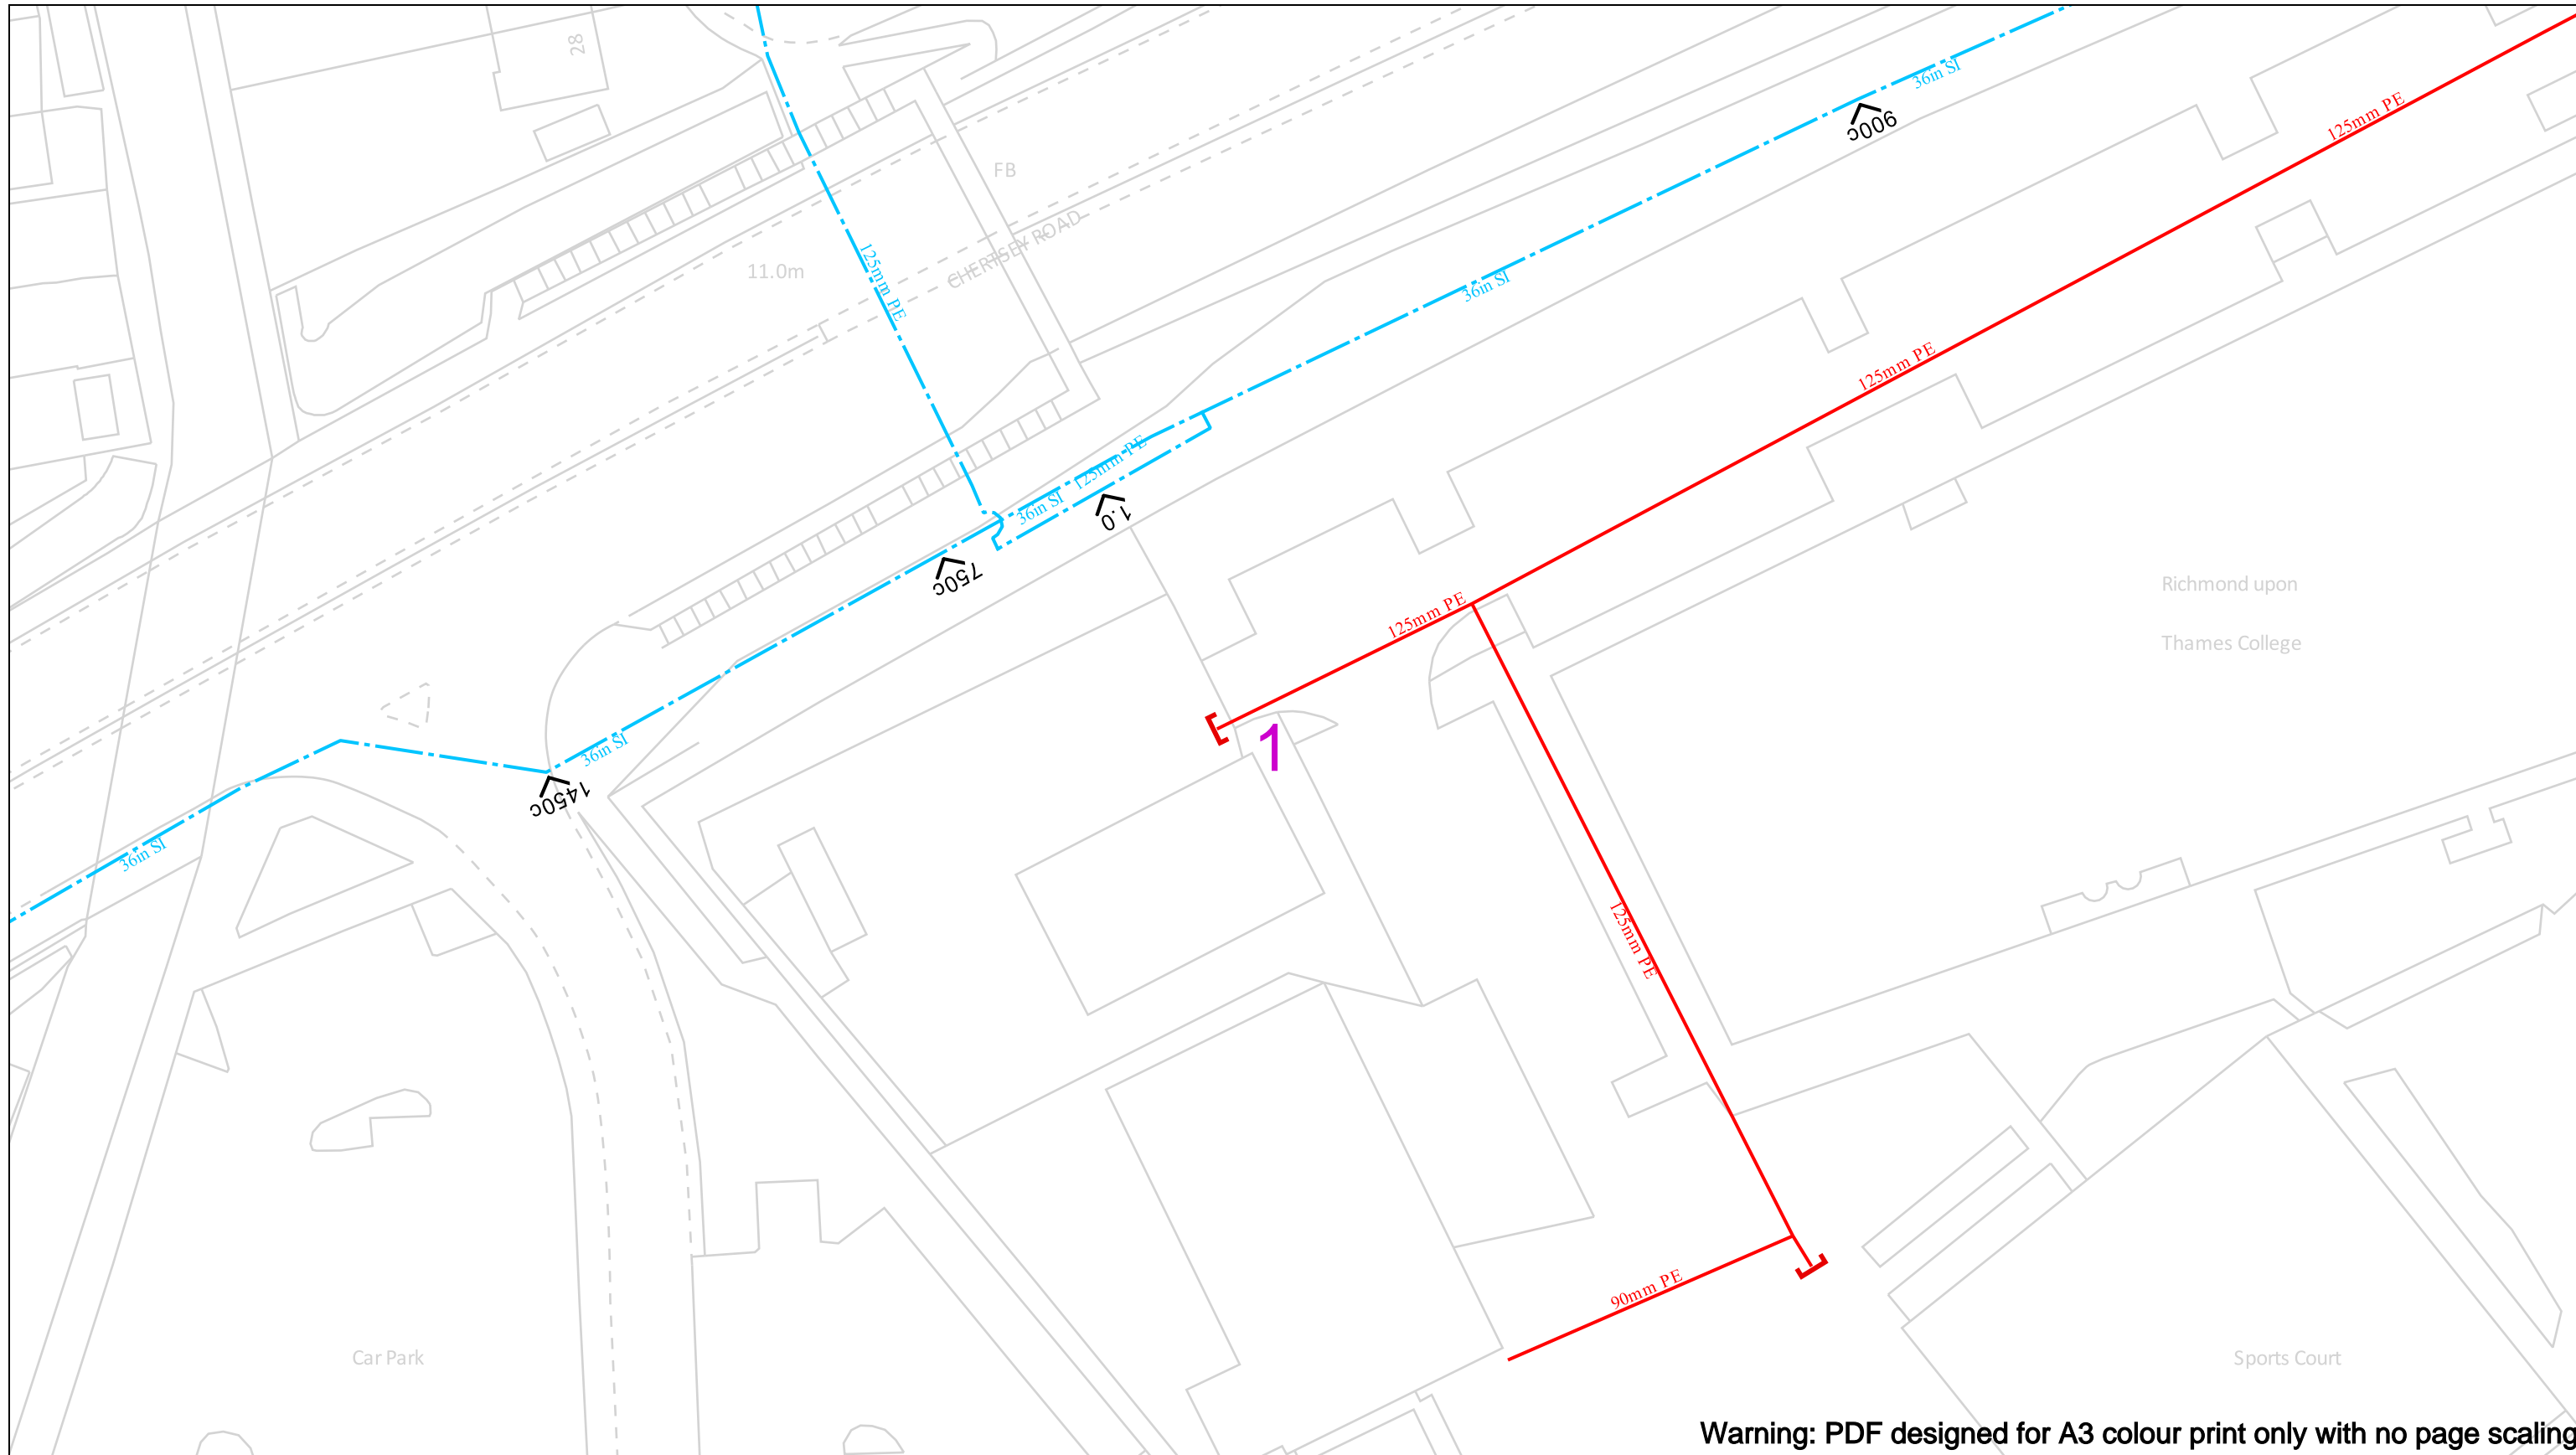 28
36in SI
900c
125mm PE
FB
CHERTSEY ROAD
11.0m
125mm PE
36in SI
125mm PE
125mm PE
36in SI
1.0
750c
Richmond upon
Thames College
125mm PE
1
36in SI
1450c
36in SI
125mm PE
90mm PE
Car Park
Sports Court
Warning: PDF designed for A3 colour print only with no page scaling